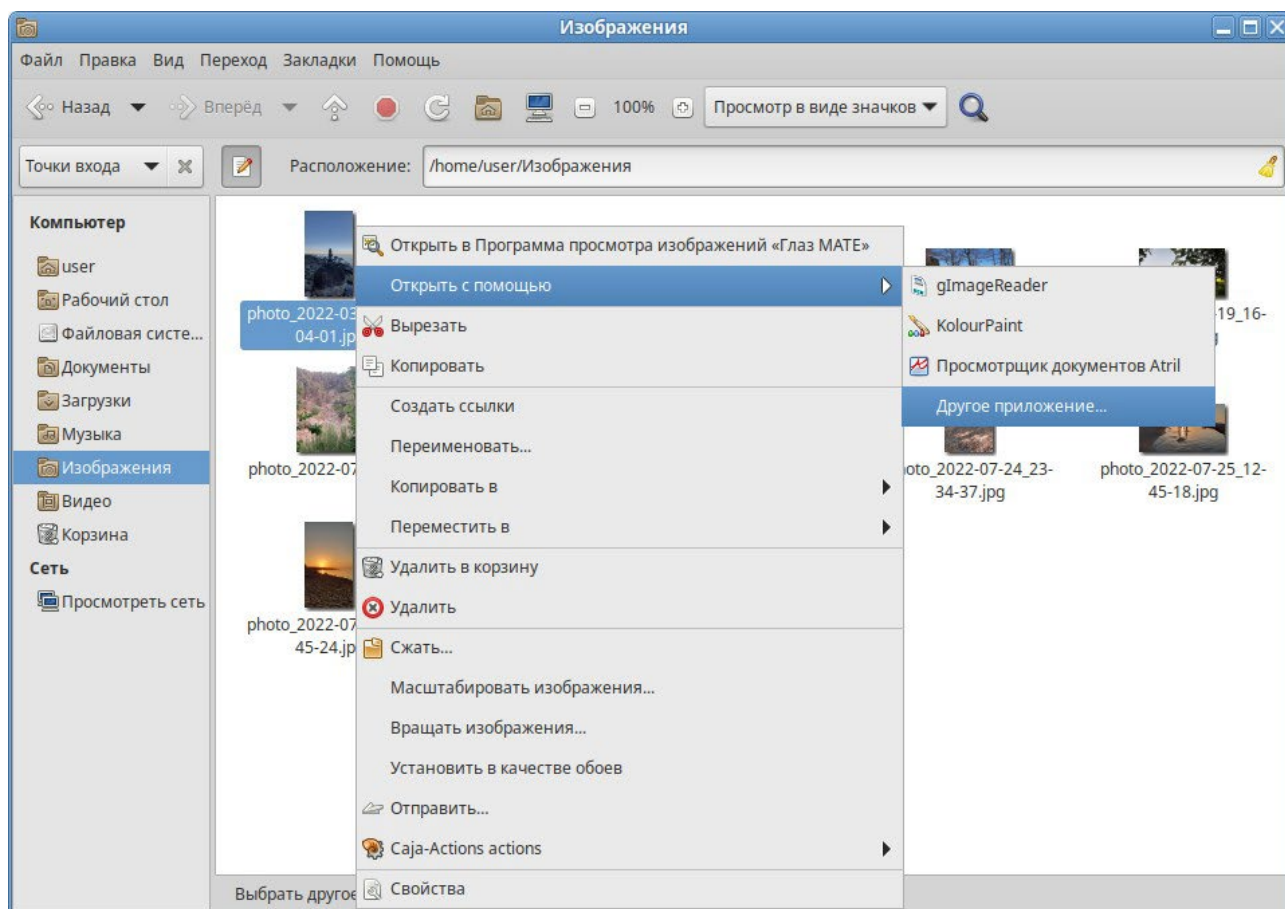 Изображения
Файл Правка Вид Переход Закладки Помощь
Назад Вперёд 100% Просмотр в виде значков
Точки входа Расположение: /home/user/Изображения
Компьютер
user
Рабочий стол
Файловая систе...
Документы
Загрузки
Музыка
Изображения
Видео
Корзина
Сеть
Просмотреть сеть
photo_2022-03
04-01.jp
photo_2022-07
photo_2022-07
45-24.jp
Открыть в Программа просмотра изображений «Глаз MATE»
Открыть с помощью
Вырезать
Копировать
Создать ссылки
Переименовать...
Копировать в
Переместить в
Удалить в корзину
Удалить
Сжать...
Масштабировать изображения...
Вращать изображения...
Установить в качестве обоев
Отправить...
Caja-Actions actions
Свойства
gImageReader
KolourPaint
Просмотрщик документов Atril
Другое приложение...
-19_16-
oto_2022-07-24_23-
34-37.jpg
photo_2022-07-25_12-
45-18.jpg
Выбрать другое